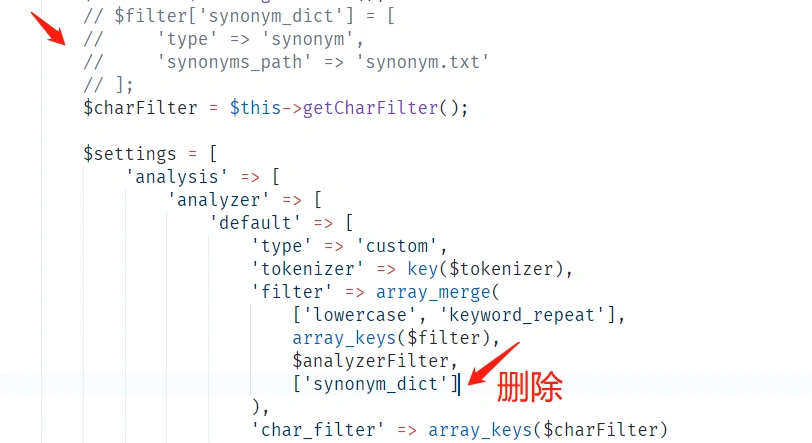 // $filter['synonym_dict'] = [
//     'type' => 'synonym',
//     'synonyms_path' => 'synonym.txt'
// ];
$charFilter = $this->getCharFilter();
$settings = [
    'analysis' => [
        'analyzer' => [
            'default' => [
                'type' => 'custom',
                'tokenizer' => key($tokenizer),
                'filter' => array_merge(
                    ['lowercase', 'keyword_repeat'],
                    array_keys($filter),
                    $analyzerFilter,
                    ['synonym_dict'] 删除
                ),
                'char_filter' => array_keys($charFilter)